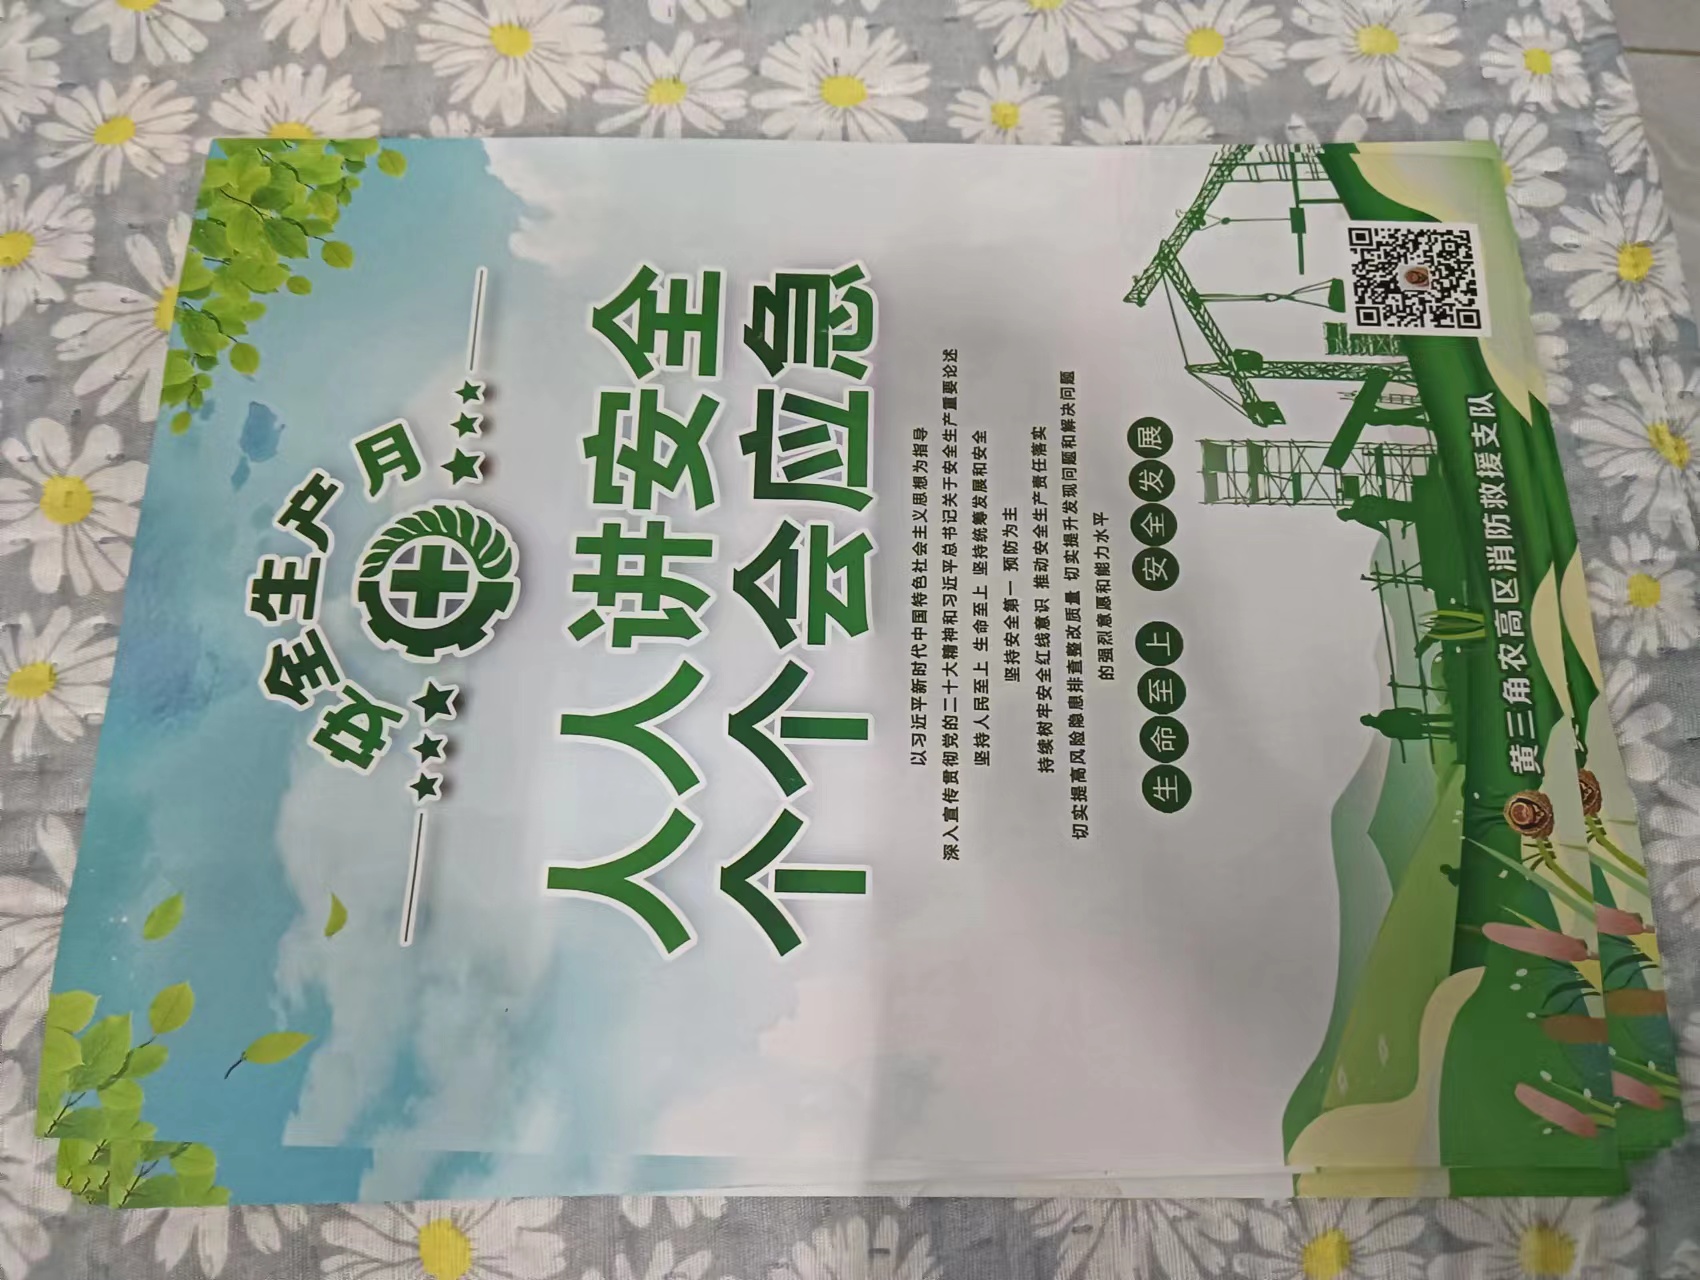 安全生产月
人人讲安全
个个会应急
以习近平新时代中国特色社会主义思想为指导
深入宣传贯彻党的二十大精神和习近平总书记关于安全生产重要论述
坚持人民至上 生命至上 坚持统筹发展和安全
坚持安全第一 预防为主
持续树牢安全红线意识 推动安全生产责任落实
切实提高风险隐患排查整改质量 切实提升发现问题和解决问题
的强烈意愿和能力水平
生命至上 安全发展
黄三角农高区消防救援支队